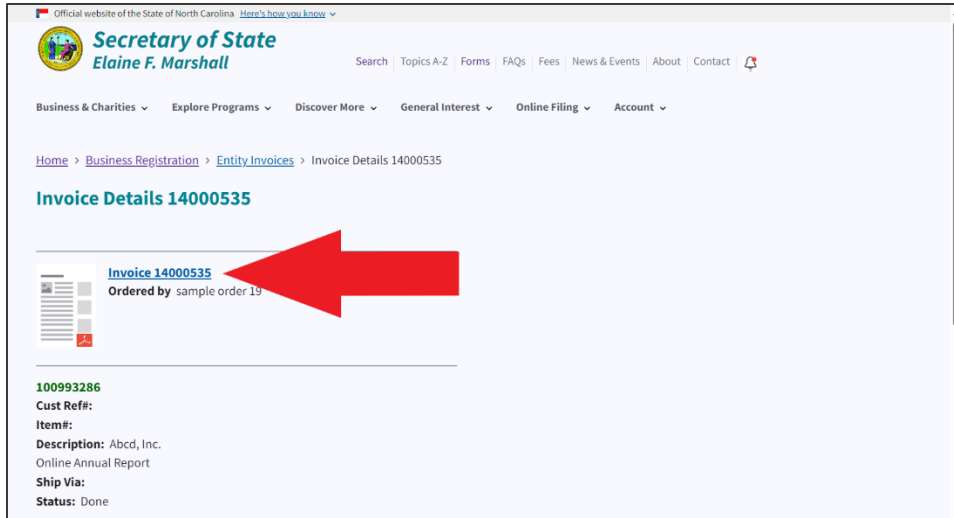 Official website of the State of North Carolina Here's how you know
Secretary of State
Elaine F. Marshall
Search Topics A-Z Forms FAQs Fees News & Events About Contact
Business & Charities Explore Programs Discover More General Interest Online Filing Account
Home > Business Registration > Entity Invoices > Invoice Details 14000535
Invoice Details 14000535
Invoice 14000535
Ordered by sample order 19
100993286
Cust Ref#:
Item#:
Description: Abcd, Inc.
Online Annual Report
Ship Via:
Status: Done